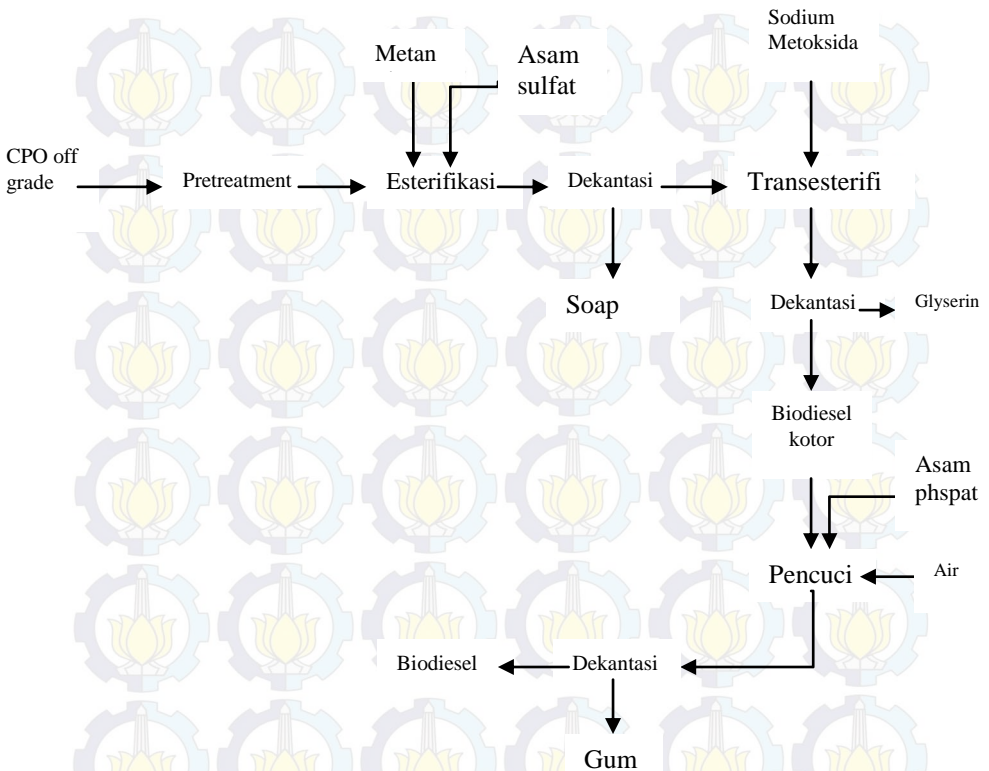 Sodium
Metoksida
Metan
Asam
sulfat
CPO off
grade
Pretreatment
Esterifikasi
Dekantasi
Transesterifi
Soap
Dekantasi
Glyserin
Biodiesel
kotor
Asam
phspat
Pencuci
Air
Biodiesel
Dekantasi
Gum